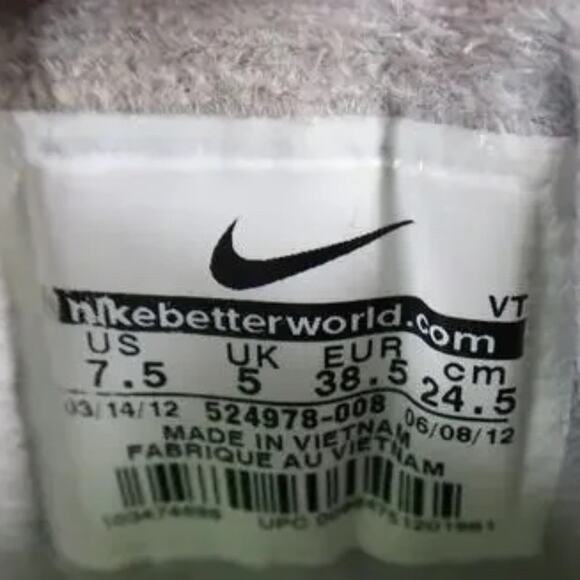 nikebetterworld.com
VT
US UK EUR cm
7.5 5 38.5 24.5
03/14/12 524978-008 06/08/12
MADE IN VIETNAM
FABRIQUE AU VIETNAM
UPC